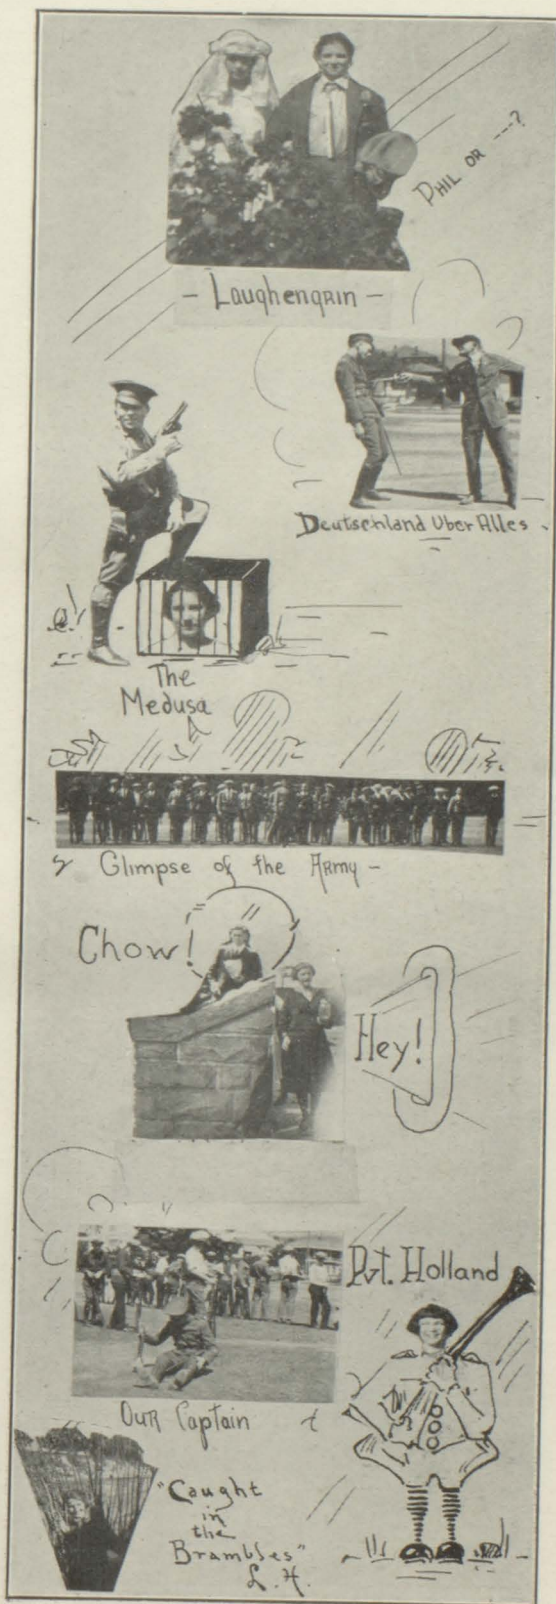 PHIL OR ---?
- Laughengrin -
Deutschland Uber Alles
The
Medusa
Glimpse of the Army -
Chow!
Hey!
Pvt. Holland
Our Captain
"Caught
in
the
Brambles"
L. H.